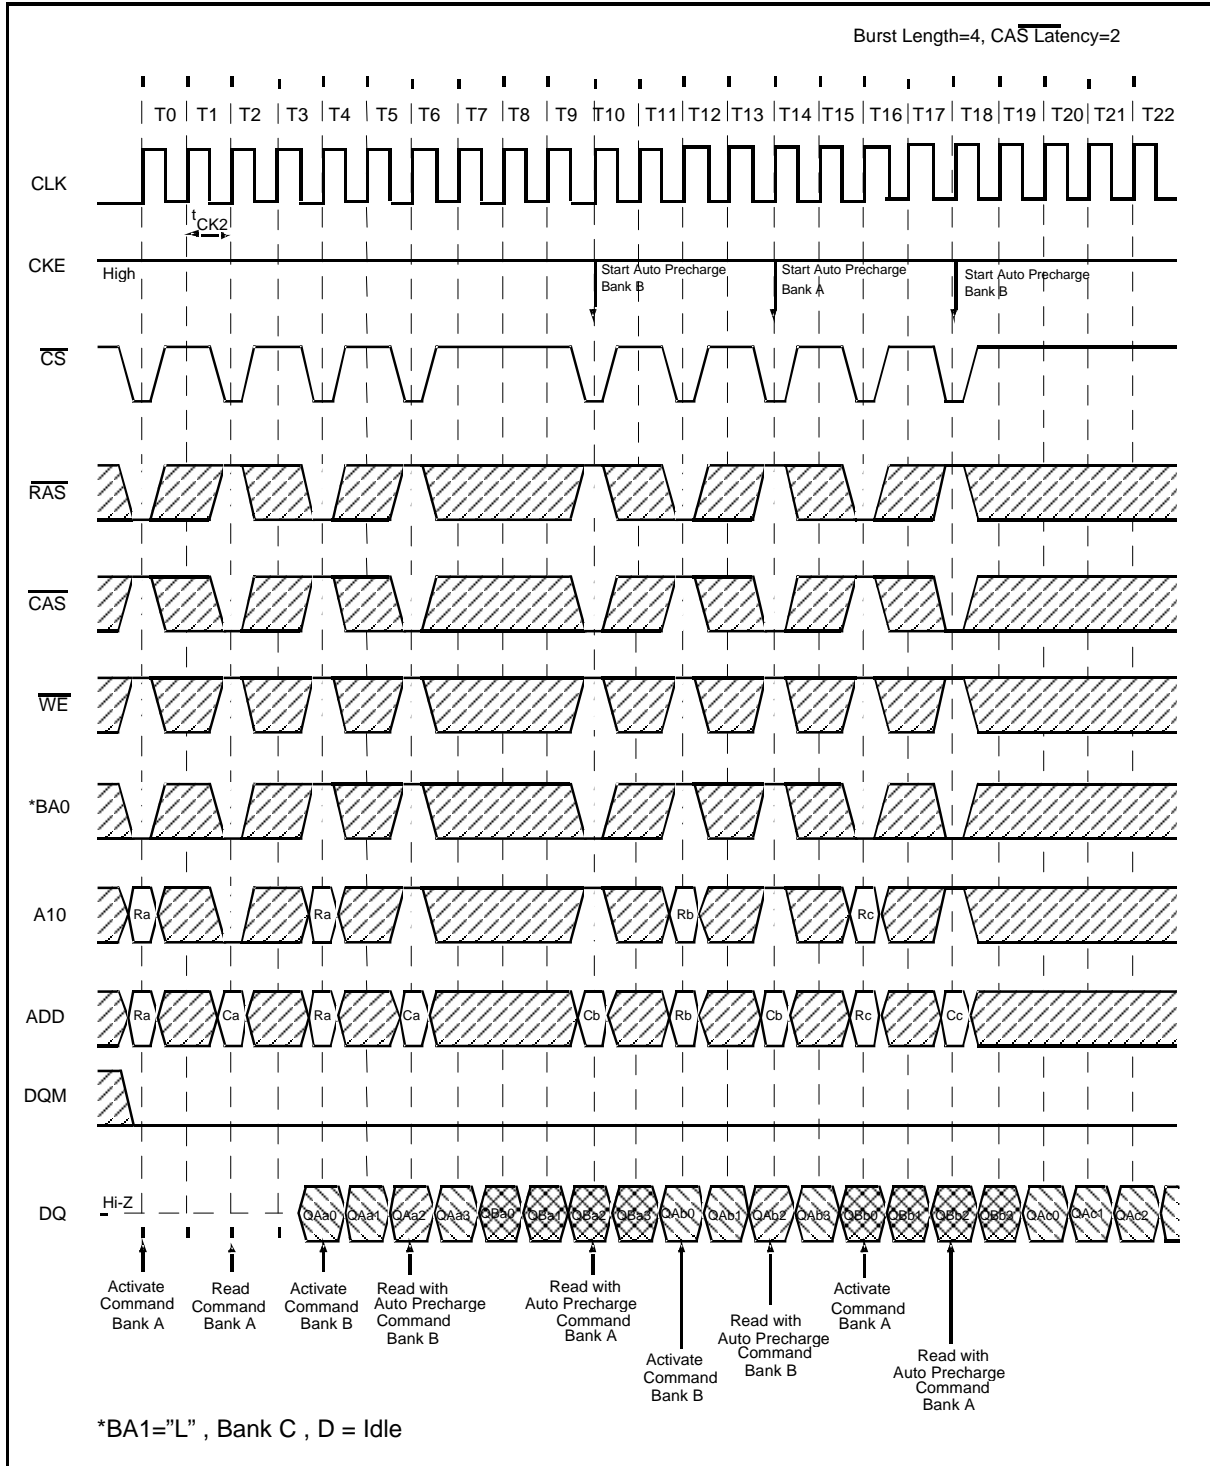 Burst Length=4, CAS Latency=2
T0 T1 T2 T3 T4 T5 T6 T7 T8 T9 T10 T11 T12 T13 T14 T15 T16 T17 T18 T19 T20 T21 T22
CLK
tCK2
CKE
High
Start Auto Precharge
Bank B
Start Auto Precharge
Bank A
Start Auto Precharge
Bank B
CS
RAS
CAS
WE
*BA0
A10
Ra Ra Rb Rc
ADD
Ra Ca Ra Ca Cb Rb Cb Rc Cc
DQM
DQ
Hi-Z
QAa0 QAa1 QAa2 QAa3 QBa0 QBa1 QBa2 QBa3 QAb0 QAb1 QAb2 QAb3 QBb0 QBb1 QBb2 QBb3 QAc0 QAc1 QAc2
Activate
Command
Bank A
Read
Command
Bank A
Activate
Command
Bank B
Read with
Auto Precharge
Command
Bank B
Read with
Auto Precharge
Command
Bank A
Activate
Command
Bank B
Read with
Auto Precharge
Command
Bank B
Activate
Command
Bank A
Read with
Auto Precharge
Command
Bank A
*BA1="L" , Bank C , D = Idle